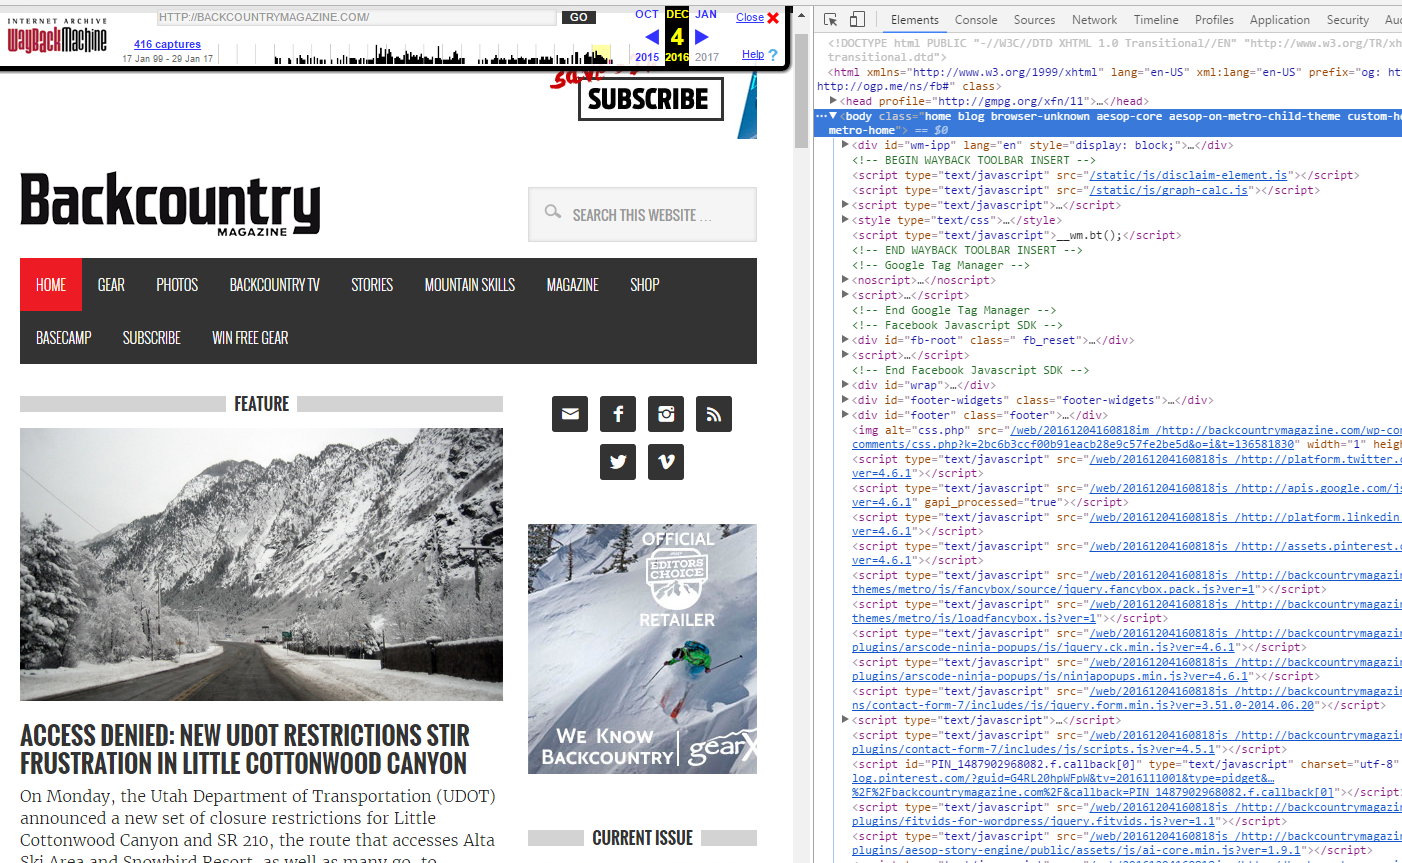 INTERNET ARCHIVE
WayBackMachine
HTTP://BACKCOUNTRYMAGAZINE.COM/
GO
416 captures
17 Jan 99 - 29 Jan 17
OCT DEC JAN
4
2015 2016 2017
Close
Help ?
SUBSCRIBE
Backcountry
MAGAZINE
SEARCH THIS WEBSITE …
HOME GEAR PHOTOS BACKCOUNTRY TV STORIES MOUNTAIN SKILLS MAGAZINE SHOP
BASECAMP SUBSCRIBE WIN FREE GEAR
FEATURE
ACCESS DENIED: NEW UDOT RESTRICTIONS STIR
FRUSTRATION IN LITTLE COTTONWOOD CANYON
On Monday, the Utah Department of Transportation (UDOT)
announced a new set of closure restrictions for Little
Cottonwood Canyon and SR 210, the route that accesses Alta
Ski Area and Snowbird Resort, as well as many go-to
OFFICIAL
EDITORS
CHOICE
RETAILER
WE KNOW
BACKCOUNTRY
gearX
CURRENT ISSUE
Elements Console Sources Network Timeline Profiles Application Security Au
<!DOCTYPE html PUBLIC "-//W3C//DTD XHTML 1.0 Transitional//EN" "http://www.w3.org/TR/xh
transitional.dtd">
<html xmlns="http://www.w3.org/1999/xhtml" lang="en-US" xml:lang="en-US" prefix="og: ht
http://ogp.me/ns/fb#" class>
<head profile="http://gmpg.org/xfn/11">…</head>
<body class="home blog browser-unknown aesop-core aesop-on-metro-child-theme custom-he
metro-home"> == $0
<div id="wm-ipp" lang="en" style="display: block;">…</div>
<!-- BEGIN WAYBACK TOOLBAR INSERT -->
<script type="text/javascript" src="/static/js/disclaim-element.js"></script>
<script type="text/javascript" src="/static/js/graph-calc.js"></script>
<script type="text/javascript">…</script>
<style type="text/css">…</style>
<script type="text/javascript">__wm.bt();</script>
<!-- END WAYBACK TOOLBAR INSERT -->
<!-- Google Tag Manager -->
<noscript>…</noscript>
<script>…</script>
<!-- End Google Tag Manager -->
<!-- Facebook Javascript SDK -->
<div id="fb-root" class=" fb_reset">…</div>
<script>…</script>
<!-- End Facebook Javascript SDK -->
<div id="wrap">…</div>
<div id="footer-widgets" class="footer-widgets">…</div>
<div id="footer" class="footer">…</div>
<img alt="css.php" src="/web/20161204160818im_/http://backcountrymagazine.com/wp-con
comments/css.php?k=2bc6b3ccf00b91eacb28e9c57fe2be5d&o=i&t=136581830" width="1" heigh
<script type="text/javascript" src="/web/20161204160818js_/http://platform.twitter.c
ver=4.6.1"></script>
<script type="text/javascript" src="/web/20161204160818js_/http://apis.google.com/js
ver=4.6.1" gapi_processed="true"></script>
<script type="text/javascript" src="/web/20161204160818js_/http://platform.linkedin.
ver=4.6.1"></script>
<script type="text/javascript" src="/web/20161204160818js_/http://assets.pinterest.c
ver=4.6.1"></script>
<script type="text/javascript" src="/web/20161204160818js_/http://backcountrymagazin
themes/metro/js/fancybox/source/jquery.fancybox.pack.js?ver=1"></script>
<script type="text/javascript" src="/web/20161204160818js_/http://backcountrymagazin
themes/metro/js/loadfancybox.js?ver=1"></script>
<script type="text/javascript" src="/web/20161204160818js_/http://backcountrymagazin
plugins/arscode-ninja-popups/js/jquery.ck.min.js?ver=4.6.1"></script>
<script type="text/javascript" src="/web/20161204160818js_/http://backcountrymagazin
plugins/arscode-ninja-popups/js/ninjapopups.min.js?ver=4.6.1"></script>
<script type="text/javascript" src="/web/20161204160818js_/http://backcountrymagazin
ns/contact-form-7/includes/js/jquery.form.min.js?ver=3.51.0-2014.06.20"></script>
<script type="text/javascript">…</script>
<script type="text/javascript" src="/web/20161204160818js_/http://backcountrymagazin
plugins/contact-form-7/includes/js/scripts.js?ver=4.5.1"></script>
<script id="PIN_1487902968082.f.callback[0]" type="text/javascript" charset="utf-8"
log.pinterest.com/?guid=G4RL20hpWFpW&tv=2016111001&type=pidget&…
%2F%2Fbackcountrymagazine.com%2F&callback=PIN_1487902968082.f.callback[0]"></script>
<script type="text/javascript" src="/web/20161204160818js_/http://backcountrymagazin
plugins/fitvids-for-wordpress/jquery.fitvids.js?ver=1.1"></script>
<script type="text/javascript" src="/web/20161204160818js_/http://backcountrymagazin
plugins/aesop-story-engine/public/assets/js/ai-core.min.js?ver=1.9.1"></script>